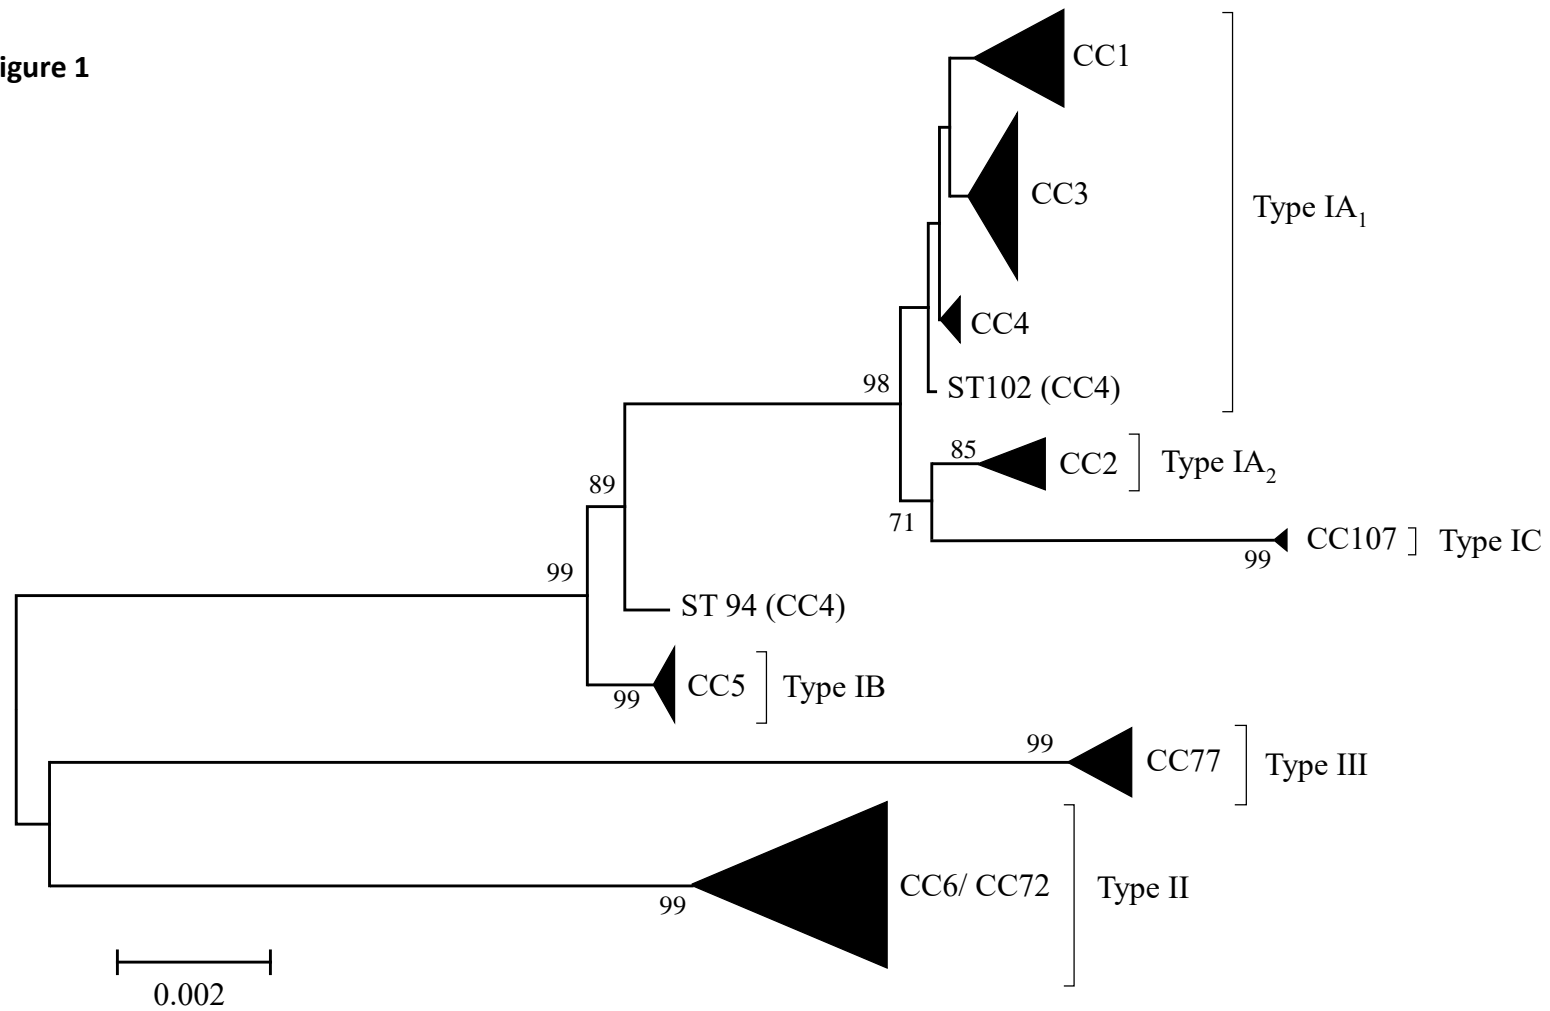 igure 1
CC1
CC3
Type IA₁
CC4
98
ST102 (CC4)
85
CC2
Type IA₂
89
71
CC107
Type IC
99
99
ST 94 (CC4)
CC5
Type IB
99
99
CC77
Type III
CC6/ CC72
Type II
99
0.002